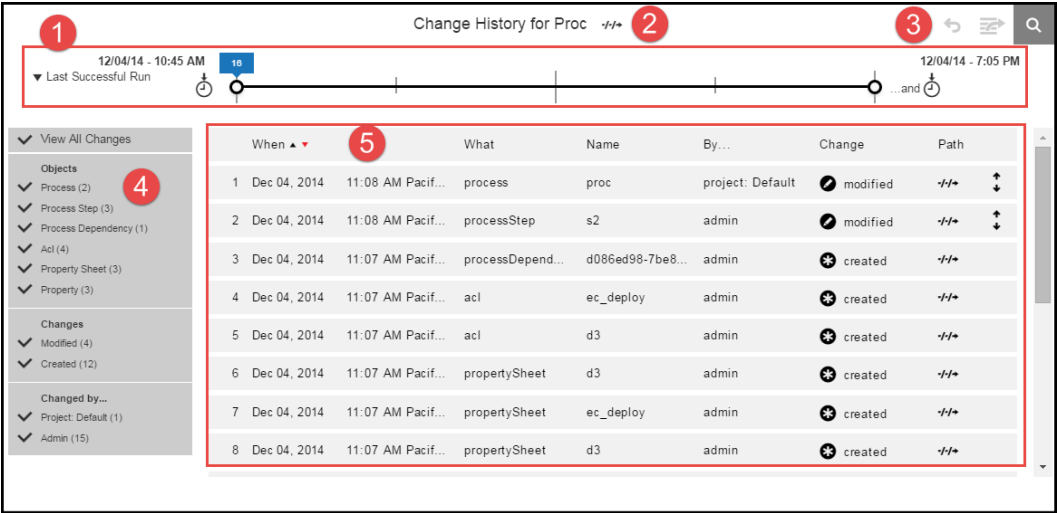 Change History for Proc
1
2
3
12/04/14 - 10:45 AM
16
12/04/14 - 7:05 PM
Last Successful Run
...and
View All Changes
Objects
Process (2)
Process Step (3)
Process Dependency (1)
Acl (4)
Property Sheet (3)
Property (3)
4
Changes
Modified (4)
Created (12)
Changed by...
Project: Default (1)
Admin (15)
When 5 What Name By... Change Path
1 Dec 04, 2014 11:08 AM Pacif... process proc project: Default modified
2 Dec 04, 2014 11:08 AM Pacif... processStep s2 admin modified
3 Dec 04, 2014 11:07 AM Pacif... processDepend... d086ed98-7be8... admin created
4 Dec 04, 2014 11:07 AM Pacif... acl ec_deploy admin created
5 Dec 04, 2014 11:07 AM Pacif... acl d3 admin created
6 Dec 04, 2014 11:07 AM Pacif... propertySheet d3 admin created
7 Dec 04, 2014 11:07 AM Pacif... propertySheet ec_deploy admin created
8 Dec 04, 2014 11:07 AM Pacif... propertySheet d3 admin created